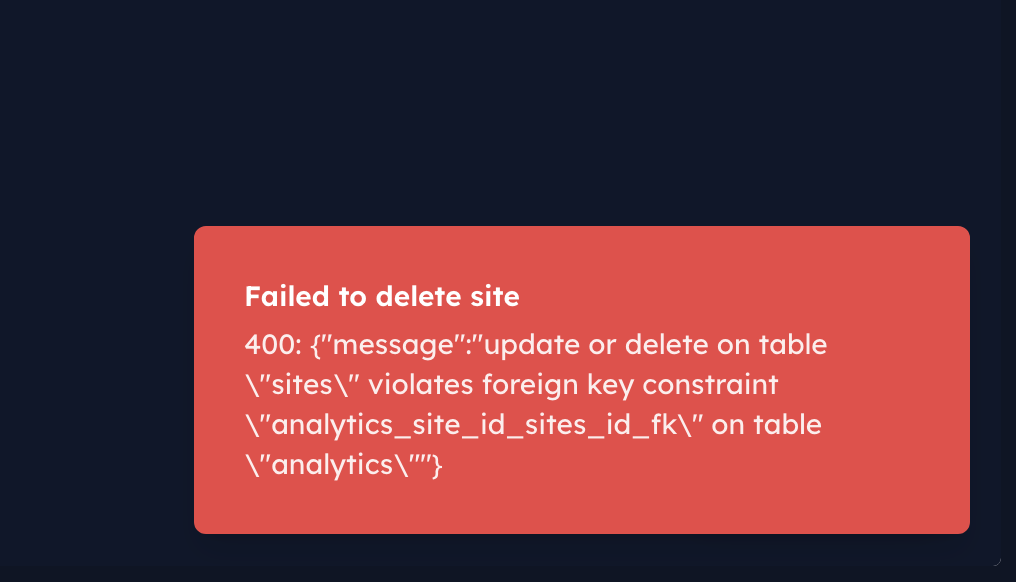 Failed to delete site
400: {"message":"update or delete on table
\"sites\" violates foreign key constraint
\"analytics_site_id_sites_id_fk\" on table
\"analytics\""}